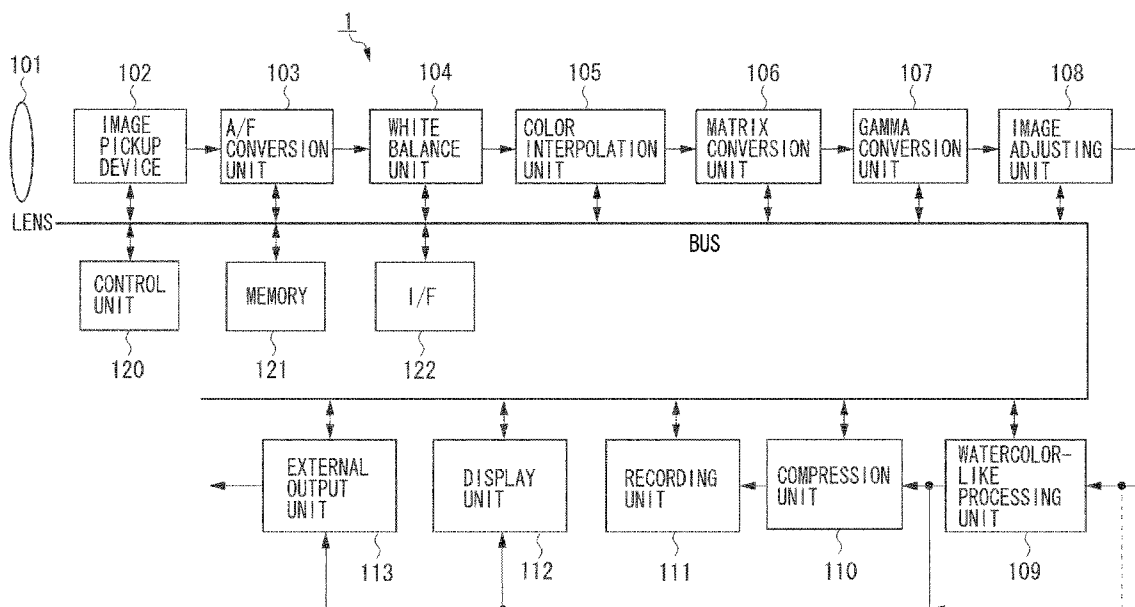 1
101
102
103
104
105
106
107
108
IMAGE
PICKUP
DEVICE
A/F
CONVERSION
UNIT
WHITE
BALANCE
UNIT
COLOR
INTERPOLATION
UNIT
MATRIX
CONVERSION
UNIT
GAMMA
CONVERSION
UNIT
IMAGE
ADJUSTING
UNIT
LENS
BUS
CONTROL
UNIT
MEMORY
I/F
120
121
122
EXTERNAL
OUTPUT
UNIT
DISPLAY
UNIT
RECORDING
UNIT
COMPRESSION
UNIT
WATERCOLOR-
LIKE
PROCESSING
UNIT
113
112
111
110
109